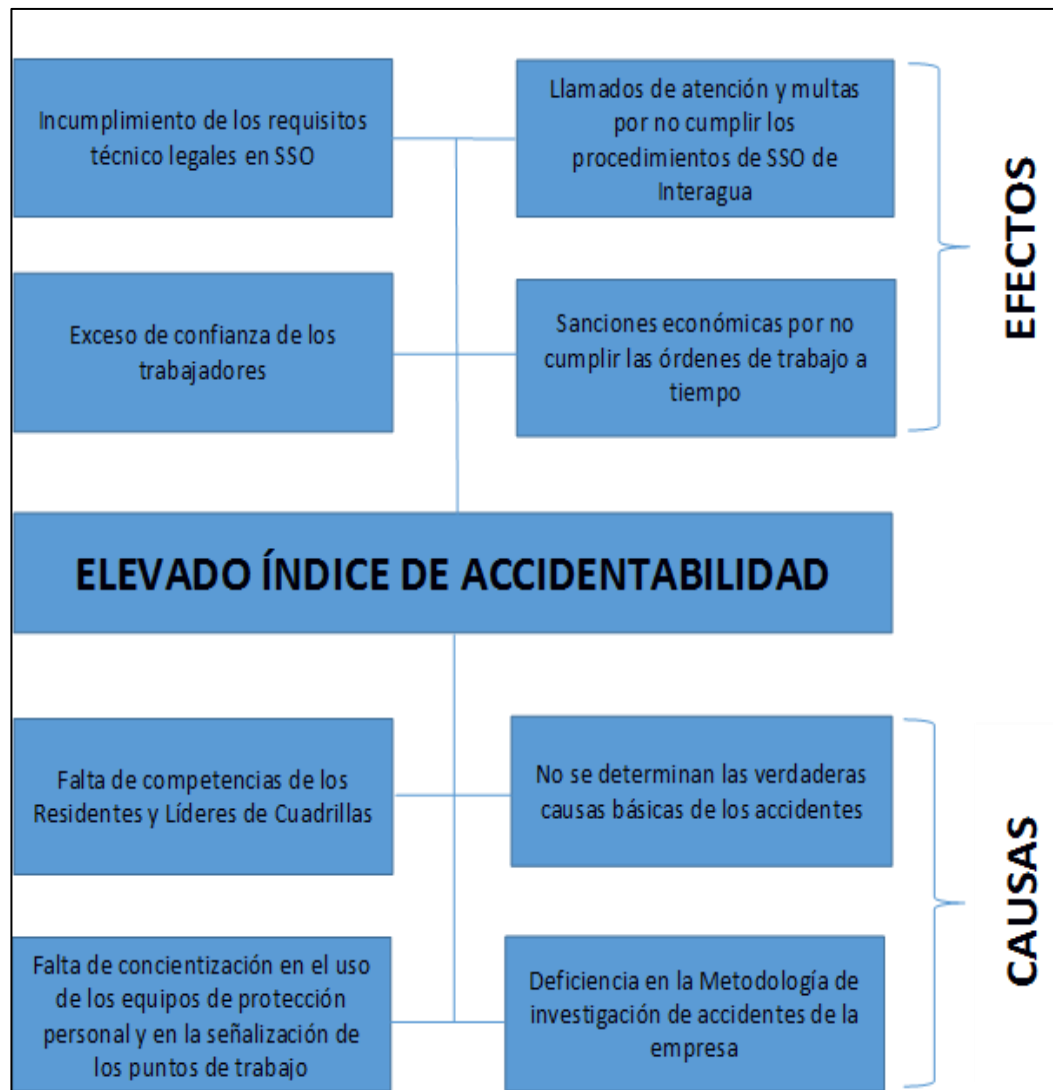 Incumplimiento de los requisitos
técnico legales en SSO
Llamados de atención y multas
por no cumplir los
procedimientos de SSO de
Interagua
Exceso de confianza de los
trabajadores
Sanciones económicas por no
cumplir las órdenes de trabajo a
tiempo
EFECTOS
ELEVADO ÍNDICE DE ACCIDENTABILIDAD
Falta de competencias de los
Residentes y Líderes de Cuadrillas
No se determinan las verdaderas
causas básicas de los accidentes
Falta de concientización en el uso
de los equipos de protección
personal y en la señalización de
los puntos de trabajo
Deficiencia en la Metodología de
investigación de accidentes de la
empresa
CAUSAS